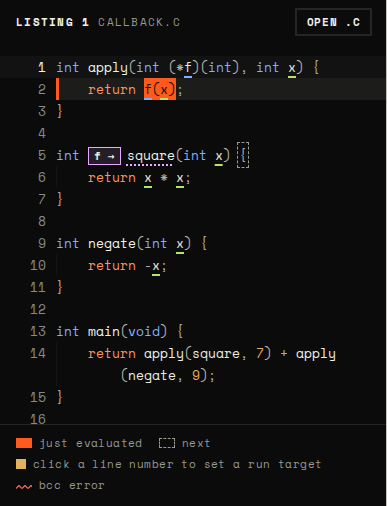 LISTING 1 CALLBACK.C OPEN .C
1 int apply(int (*f)(int), int x) {
2 return f(x);
3 }
4
5 int f → square(int x) {
6 return x * x;
7 }
8
9 int negate(int x) {
10 return -x;
11 }
12
13 int main(void) {
14 return apply(square, 7) + apply
(negate, 9);
15 }
16
just evaluated next
click a line number to set a run target
bcc error